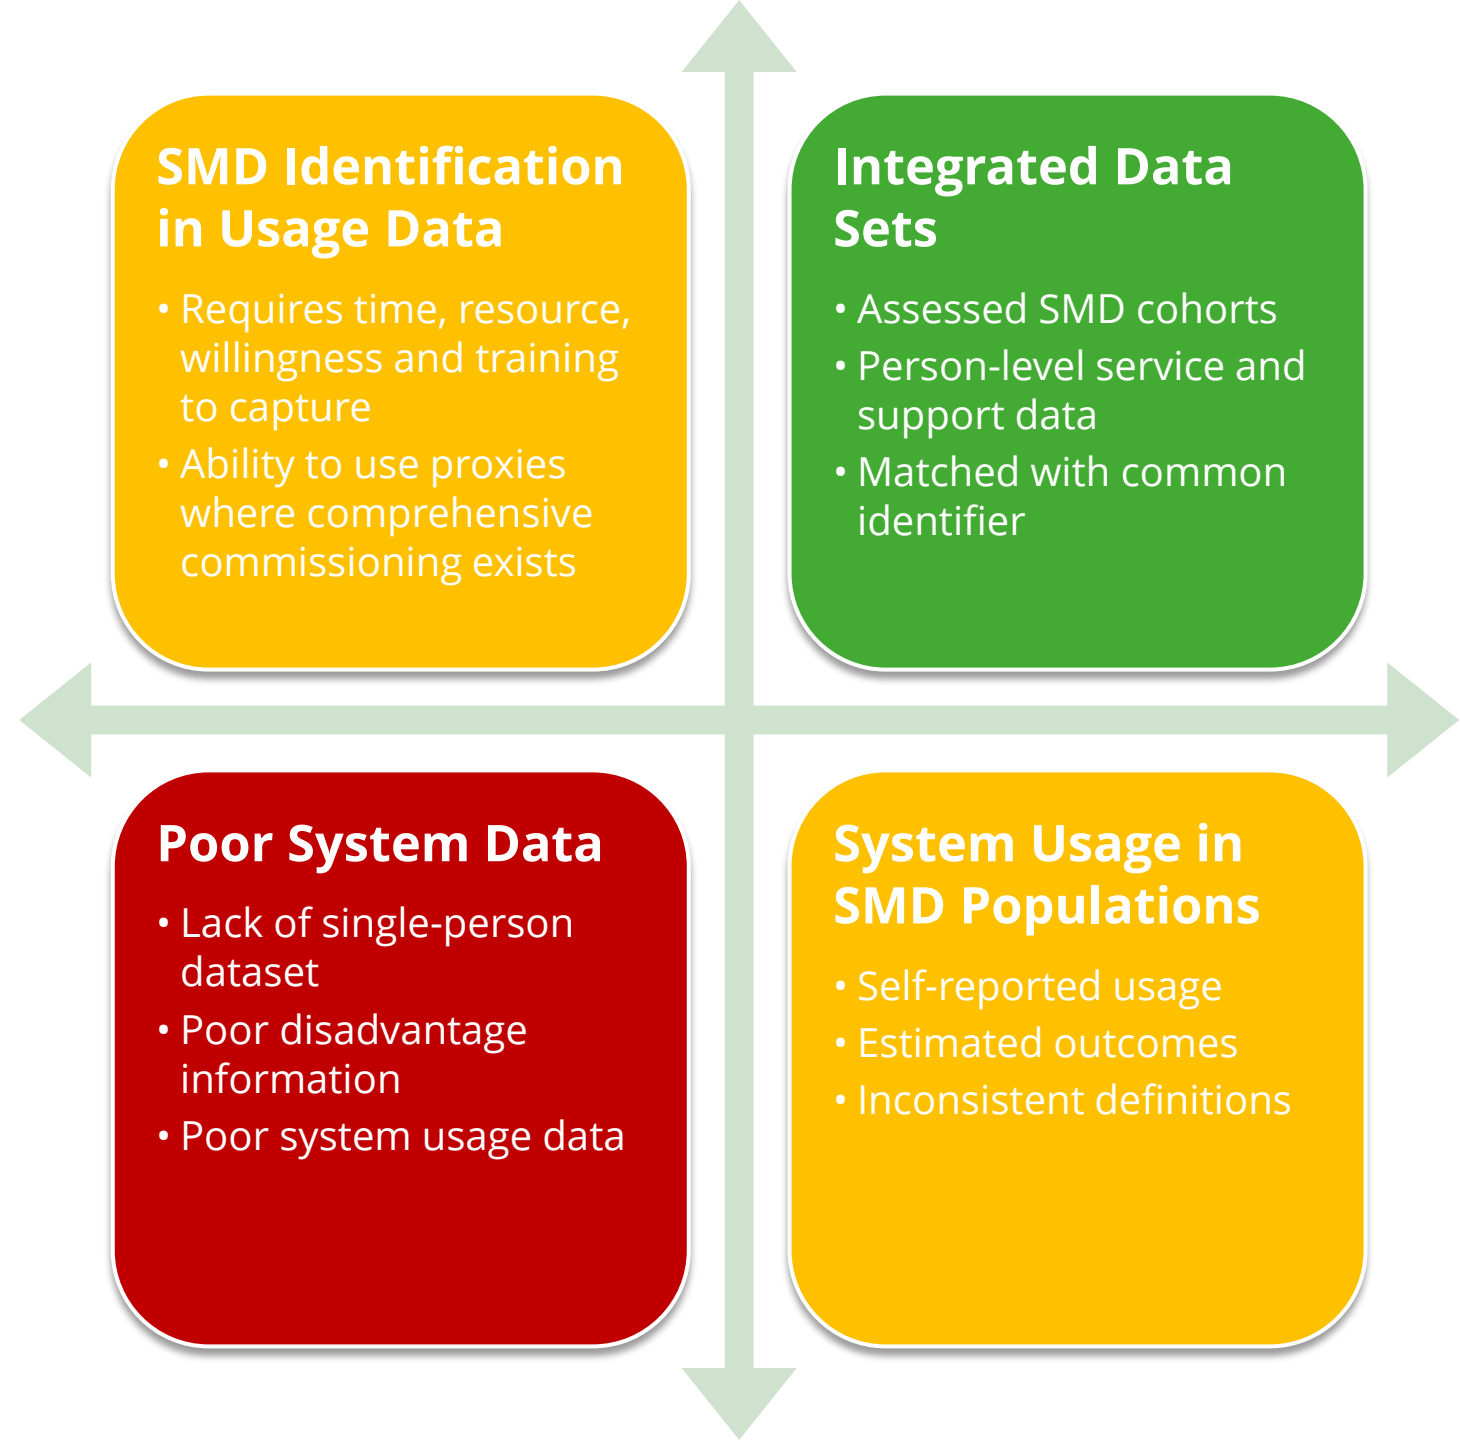 SMD Identification
in Usage Data
• Requires time, resource,
willingness and training
to capture
• Ability to use proxies
where comprehensive
commissioning exists
Integrated Data
Sets
• Assessed SMD cohorts
• Person-level service and
support data
• Matched with common
identifier
Poor System Data
• Lack of single-person
dataset
• Poor disadvantage
information
• Poor system usage data
System Usage in
SMD Populations
• Self-reported usage
• Estimated outcomes
• Inconsistent definitions